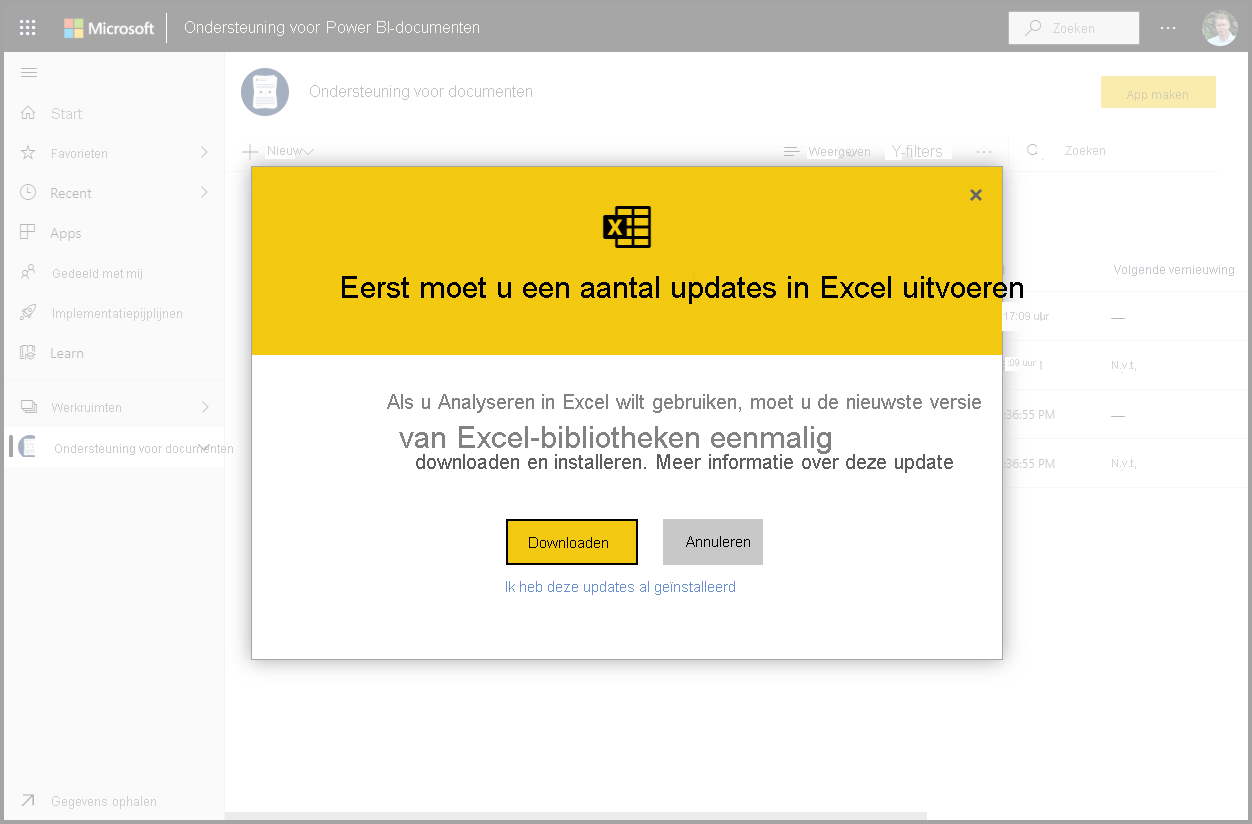 Microsoft
Ondersteuning voor Power BI-documenten
Zoeken
Ondersteuning voor documenten
App maken
Start
Favorieten
Recent
Apps
Gedeeld met mij
Implementatiepijplijnen
Learn
Werkruimten
Ondersteuning voor documenten
Gegevens ophalen
Nieuw
Weergeven
Y-filters
Zoeken
Volgende vernieuwing
17:09 uur
—
:09 uur
N.v.t,
:36:55 PM
—
:36:55 PM
N.v.t,
Eerst moet u een aantal updates in Excel uitvoeren
Als u Analyseren in Excel wilt gebruiken, moet u de nieuwste versie
van Excel-bibliotheken eenmalig
downloaden en installeren. Meer informatie over deze update
Downloaden
Annuleren
Ik heb deze updates al geïnstalleerd